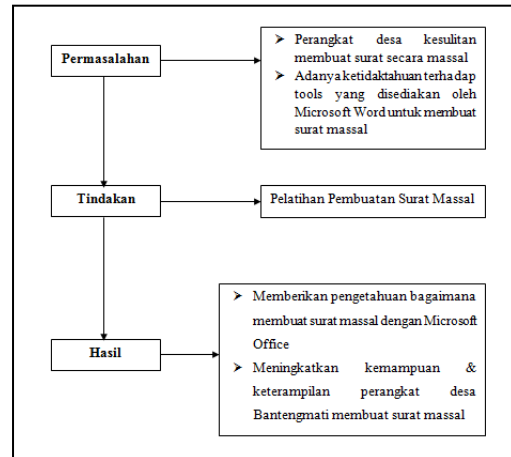 Permasalahan
➢ Perangkat desa kesulitan
membuat surat secara massal
➢ Adanya ketidaktahuan terhadap
tools yang disediakan oleh
Microsoft Word untuk membuat
surat massal
Tindakan
Pelatihan Pembuatan Surat Massal
Hasil
➢ Memberikan pengetahuan bagaimana
membuat surat massal dengan Microsoft
Office
➢ Meningkatkan kemampuan &
keterampilan perangkat desa
Bantengmati membuat surat massal